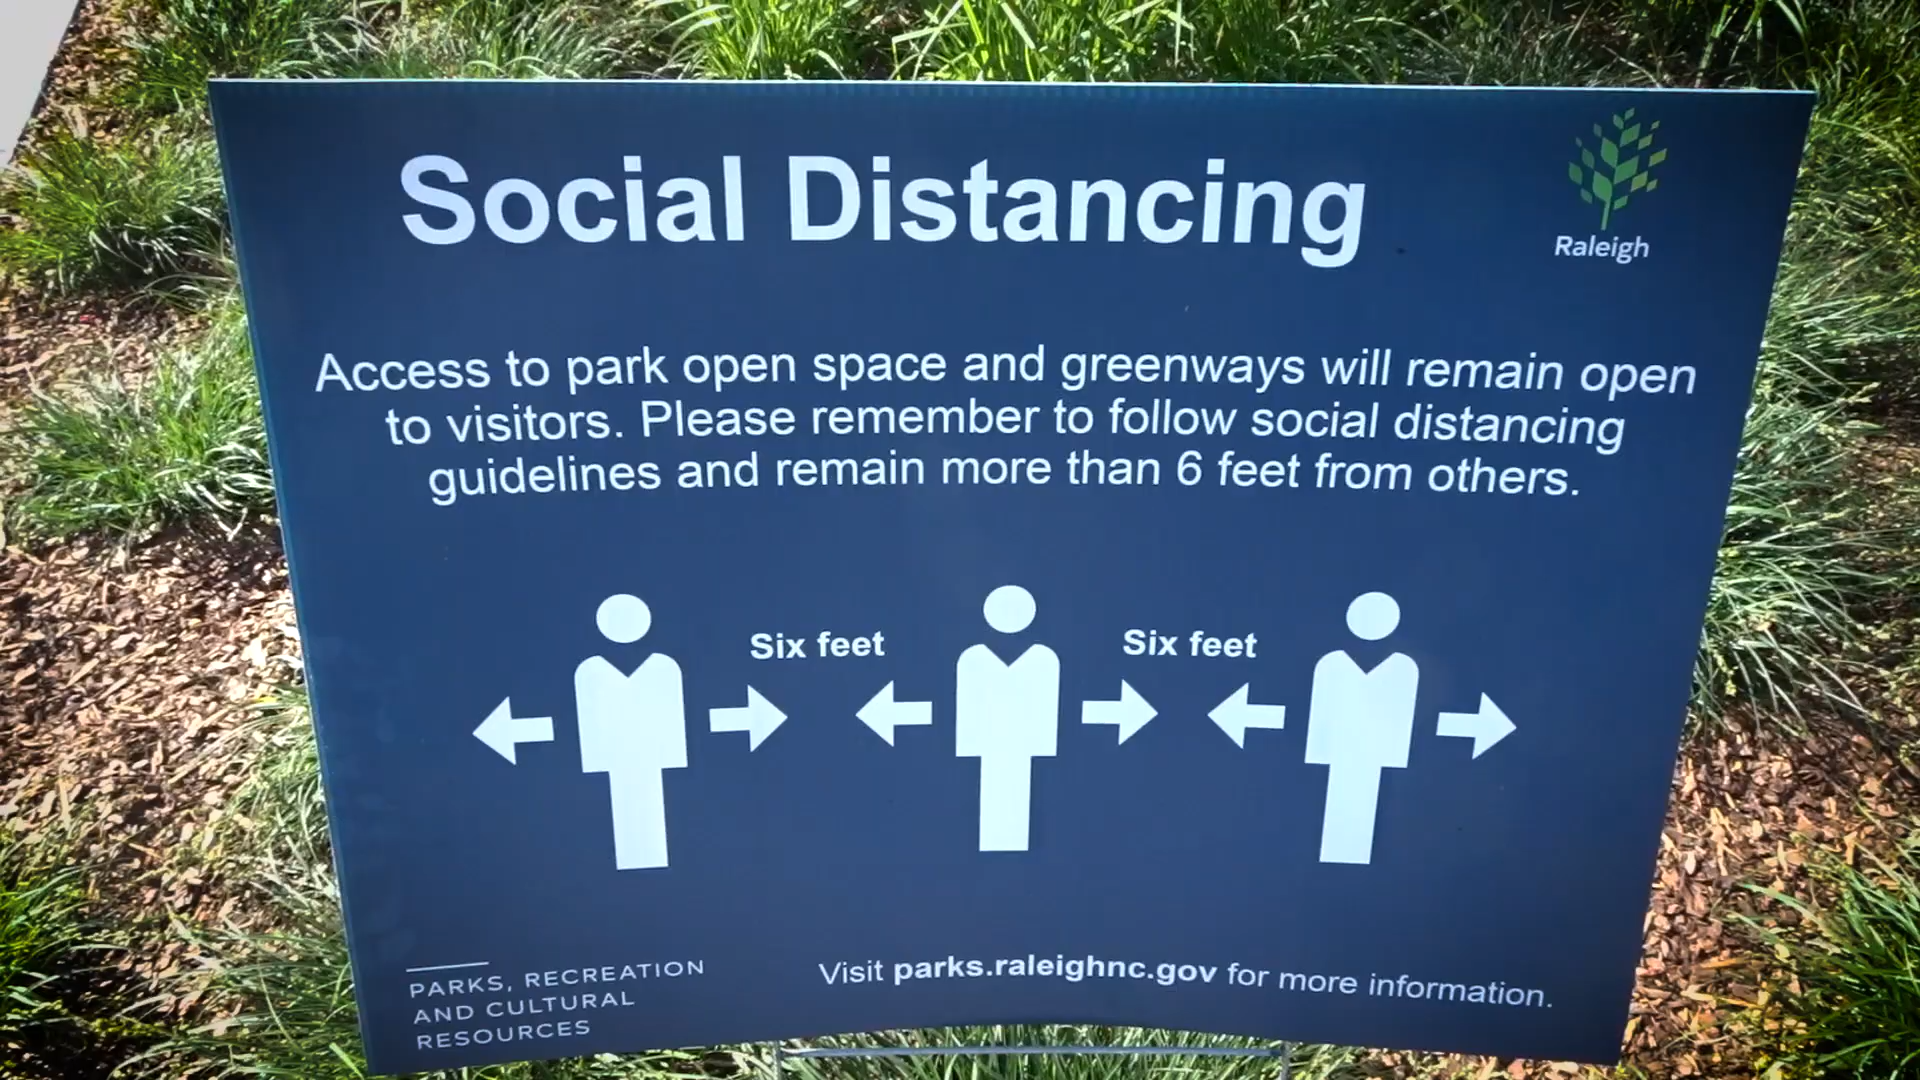 Social Distancing
Raleigh
Access to park open space and greenways will remain open
to visitors. Please remember to follow social distancing
guidelines and remain more than 6 feet from others.
Six feet
Six feet
PARKS, RECREATION
AND CULTURAL
RESOURCES
Visit parks.raleighnc.gov for more information.